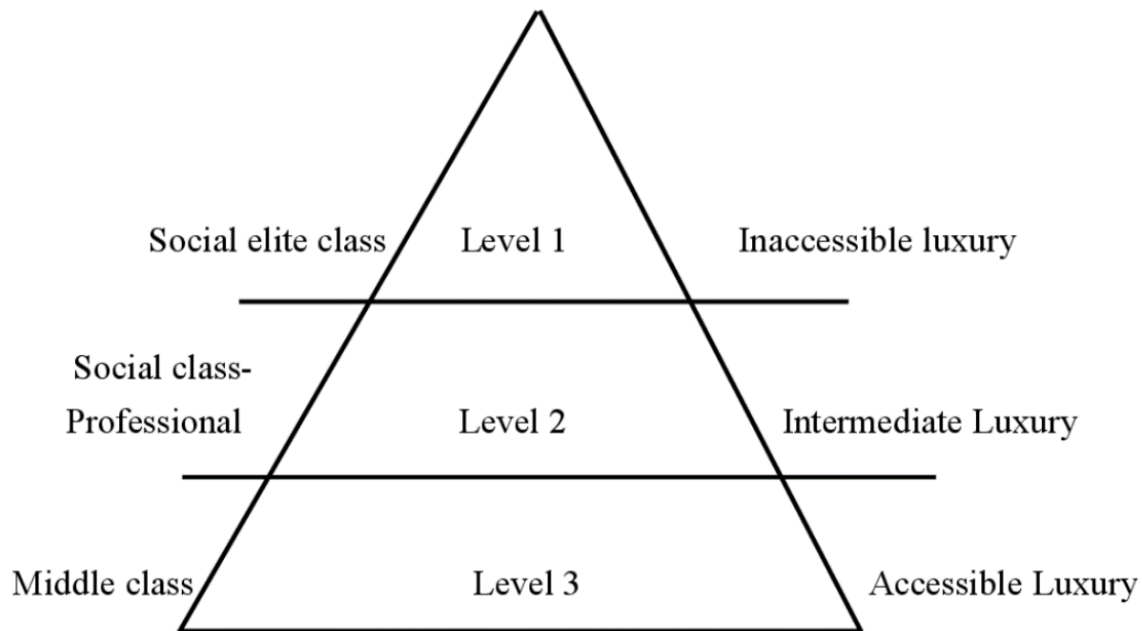 Social elite class
Level 1
Inaccessible luxury
Social class-
Professional
Level 2
Intermediate Luxury
Middle class
Level 3
Accessible Luxury